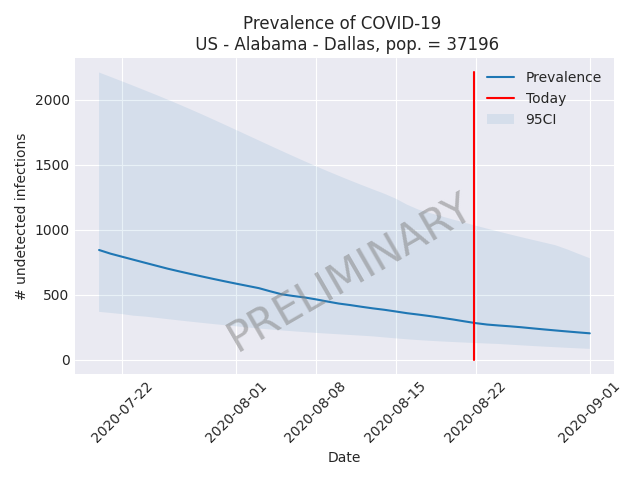 Prevalence of COVID-19
US - Alabama - Dallas, pop. = 37196
Prevalence
Today
95CI
PRELIMINARY
# undetected infections
2000
1500
1000
500
0
2020-07-22
2020-08-01
2020-08-08
2020-08-15
2020-08-22
2020-09-01
Date